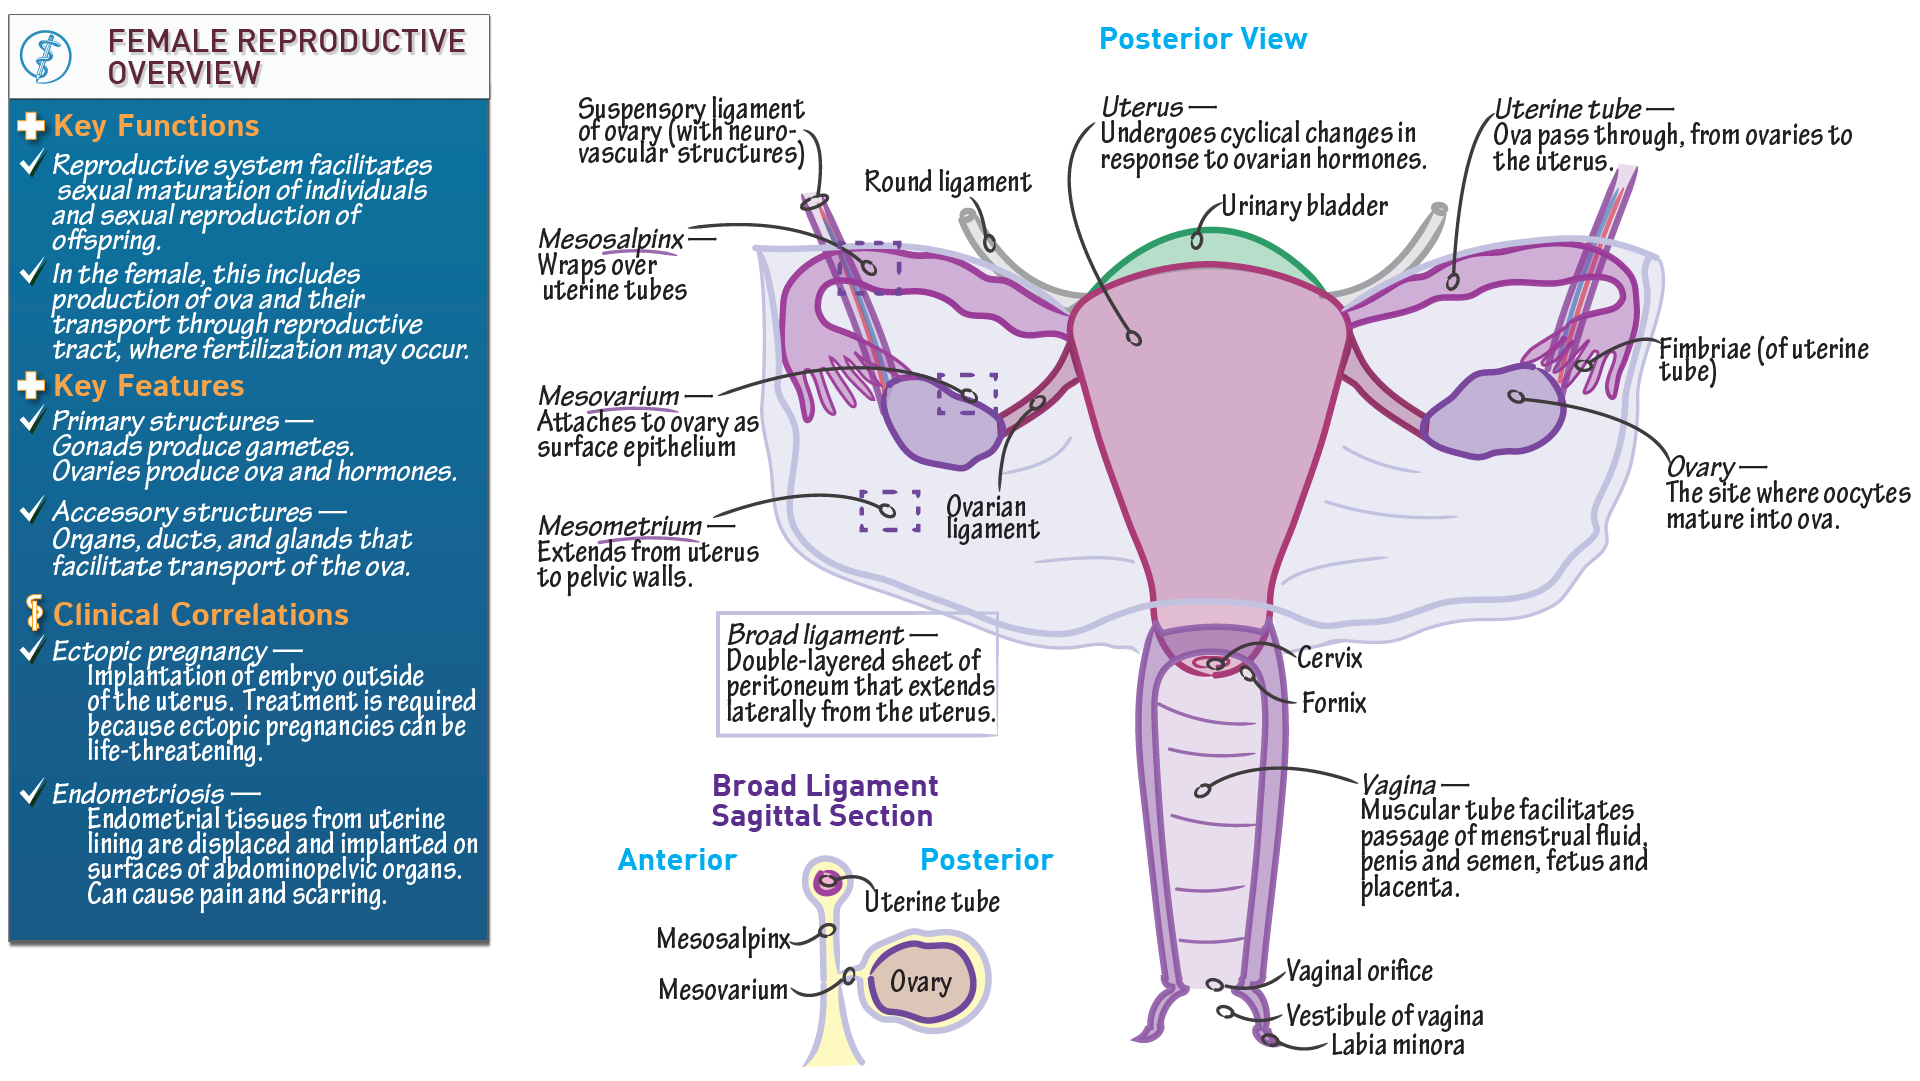 FEMALE REPRODUCTIVE
OVERVIEW
Key Functions
Reproductive system facilitates
sexual maturation of individuals
and sexual reproduction of
offspring.
In the female, this includes
production of ova and their
transport through reproductive
tract, where fertilization may occur.
Key Features
Primary structures —
Gonads produce gametes.
Ovaries produce ova and hormones.
Accessory structures —
Organs, ducts, and glands that
facilitate transport of the ova.
Clinical Correlations
Ectopic pregnancy —
Implantation of embryo outside
of the uterus. Treatment is required
because ectopic pregnancies can be
life-threatening.
Endometriosis —
Endometrial tissues from uterine
lining are displaced and implanted on
surfaces of abdominopelvic organs.
Can cause pain and scarring.
Posterior View
Suspensory ligament
of ovary (with neuro-
vascular structures)
Round ligament
Uterus —
Undergoes cyclical changes in
response to ovarian hormones.
Urinary bladder
Uterine tube —
Ova pass through, from ovaries to
the uterus.
Mesosalpinx —
Wraps over
uterine tubes
Fimbriae (of uterine
tube)
Mesovarium —
Attaches to ovary as
surface epithelium
Ovary —
The site where oocytes
mature into ova.
Ovarian
ligament
Mesometrium —
Extends from uterus
to pelvic walls.
Broad ligament —
Double-layered sheet of
peritoneum that extends
laterally from the uterus.
Cervix
Fornix
Vagina —
Muscular tube facilitates
passage of menstrual fluid,
penis and semen, fetus and
placenta.
Vaginal orifice
Vestibule of vagina
Labia minora
Broad Ligament
Sagittal Section
Anterior
Posterior
Uterine tube
Mesosalpinx
Mesovarium
Ovary